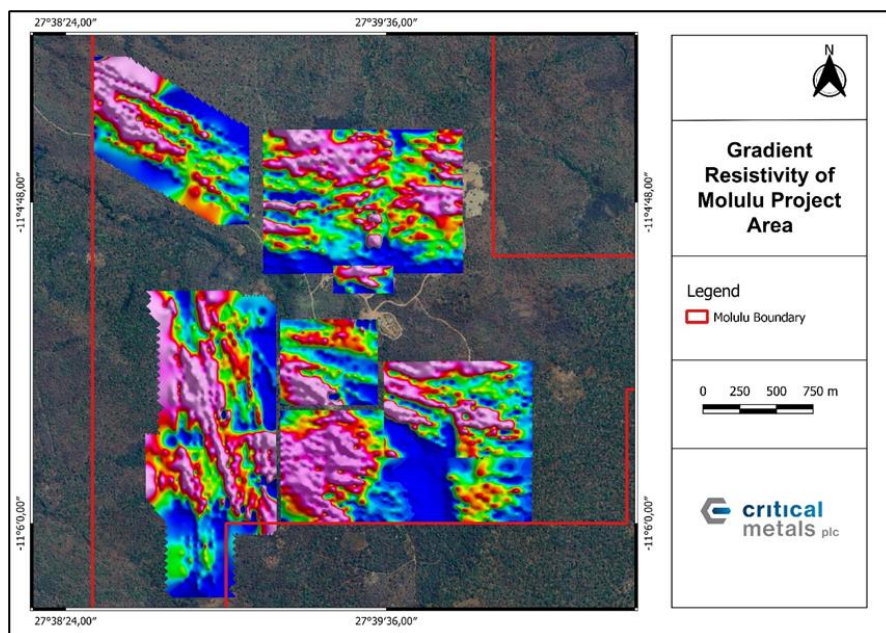 27°38'24,00"
27°39'36,00"
-11°4'48,00"
-11°4'48,00"
-11°6'0,00"
-11°6'0,00"
27°38'24,00"
27°39'36,00"
N
Gradient
Resistivity of
Molulu Project
Area
Legend
Molulu Boundary
0 250 500 750 m
critical
metals plc